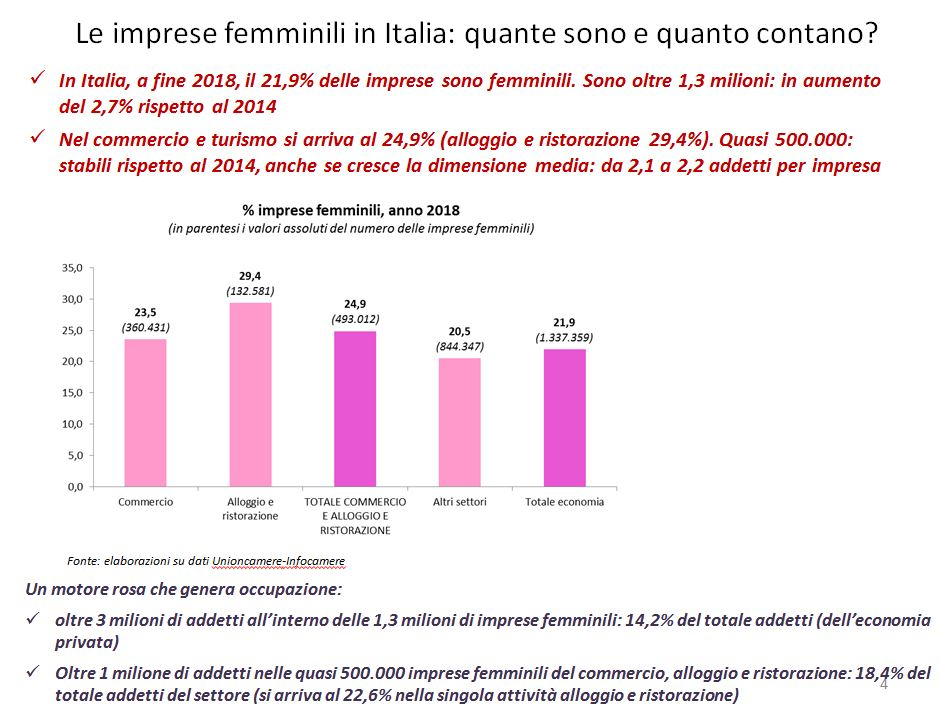 Le imprese femminili in Italia: quante sono e quanto contano?
✓ In Italia, a fine 2018, il 21,9% delle imprese sono femminili. Sono oltre 1,3 milioni: in aumento
del 2,7% rispetto al 2014
✓ Nel commercio e turismo si arriva al 24,9% (alloggio e ristorazione 29,4%). Quasi 500.000:
stabili rispetto al 2014, anche se cresce la dimensione media: da 2,1 a 2,2 addetti per impresa
% imprese femminili, anno 2018
(in parentesi i valori assoluti del numero delle imprese femminili)
35,0
30,0
25,0
20,0
15,0
10,0
5,0
0,0
23,5
(360.431)
29,4
(132.581)
24,9
(493.012)
20,5
(844.347)
21,9
(1.337.359)
Commercio
Alloggio e
ristorazione
TOTALE COMMERCIO
E ALLOGGIO E
RISTORAZIONE
Altri settori
Totale economia
Fonte: elaborazioni su dati Unioncamere-Infocamere
Un motore rosa che genera occupazione:
✓ oltre 3 milioni di addetti all'interno delle 1,3 milioni di imprese femminili: 14,2% del totale addetti (dell'economia
privata)
✓ Oltre 1 milione di addetti nelle quasi 500.000 imprese femminili del commercio, alloggio e ristorazione: 18,4% del
totale addetti del settore (si arriva al 22,6% nella singola attività alloggio e ristorazione)
4